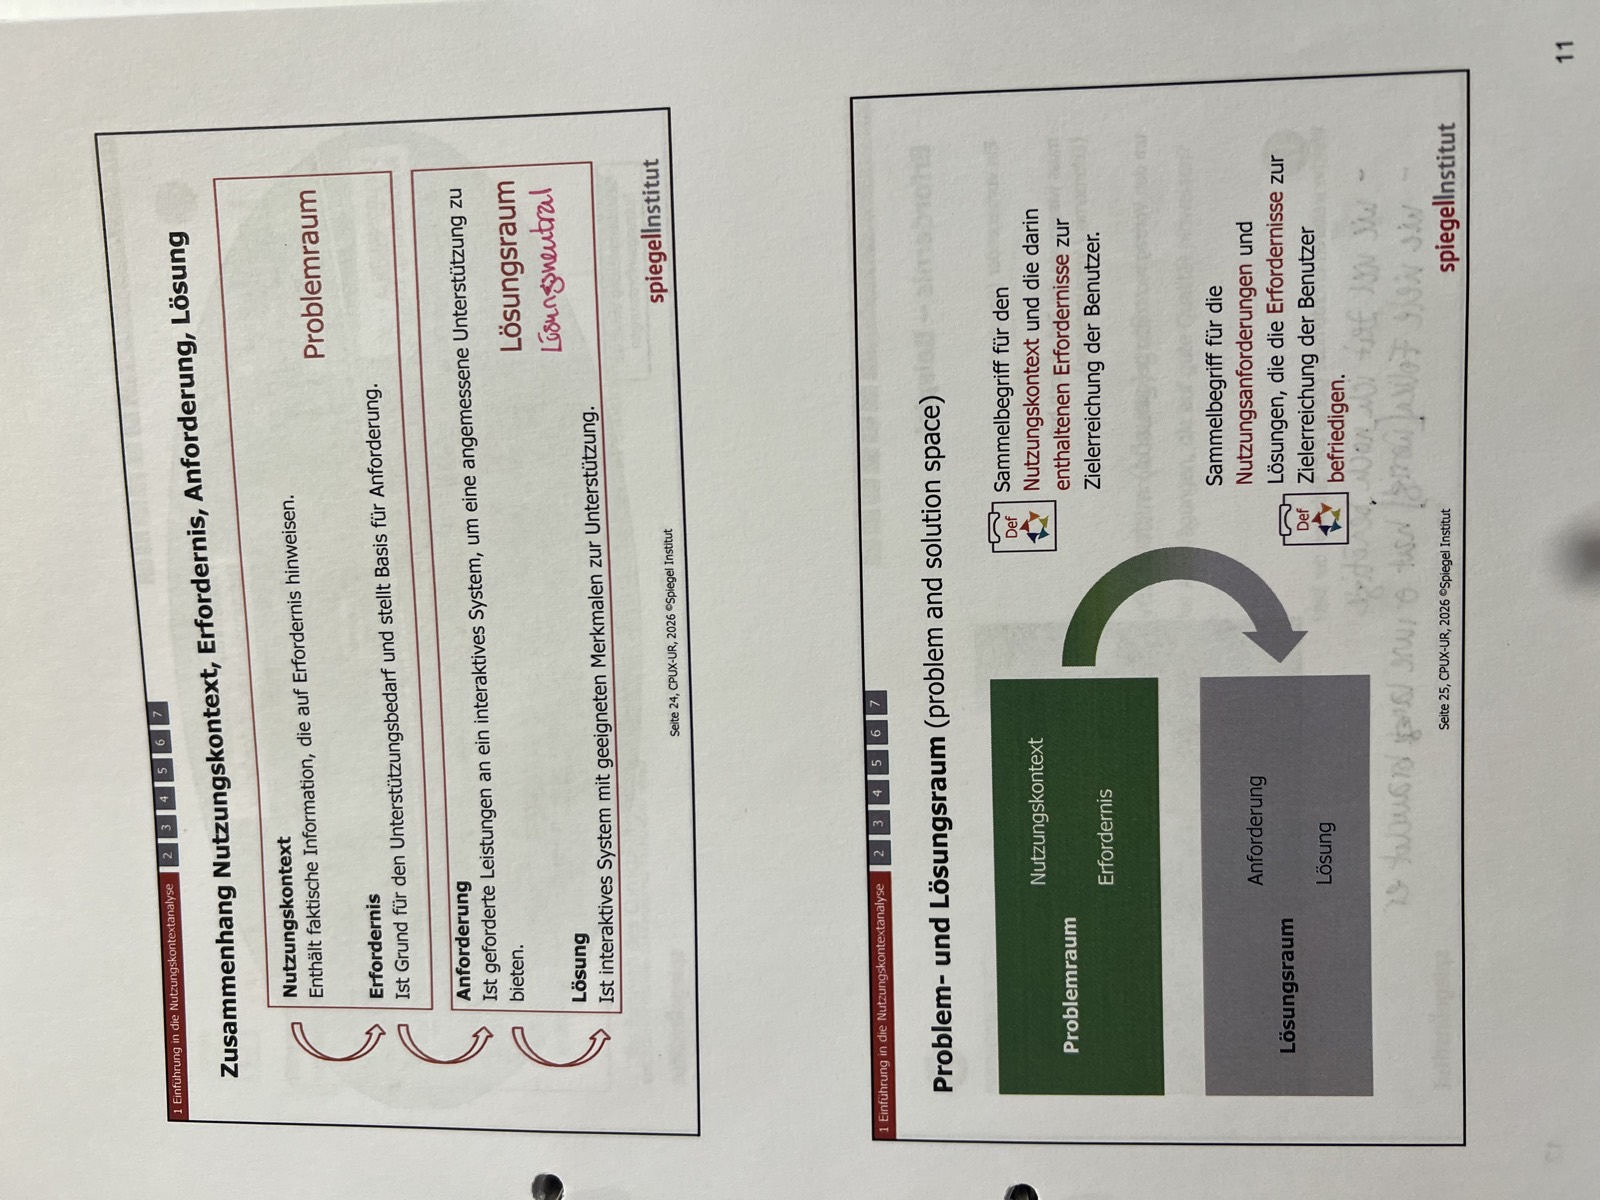 1 Einführung in die Nutzungskontextanalyse 2 3 4 5 6 7
Zusammenhang Nutzungskontext, Erfordernis, Anforderung, Lösung
Nutzungskontext
Enthält faktische Information, die auf Erfordernis hinweisen.
Problemraum
Erfordernis
Ist Grund für den Unterstützungsbedarf und stellt Basis für Anforderung.
Anforderung
Ist geforderte Leistungen an ein interaktives System, um eine angemessene Unterstützung zu
bieten.
Lösungsraum
Lösungsneutral
Lösung
Ist interaktives System mit geeigneten Merkmalen zur Unterstützung.
Seite 24, CPUX-UR, 2026 ©Spiegel Institut
spiegelInstitut
1 Einführung in die Nutzungskontextanalyse 2 3 4 5 6 7
Problem- und Lösungsraum (problem and solution space)
Problemraum
Nutzungskontext
Erfordernis
Def
Sammelbegriff für den
Nutzungskontext und die darin
enthaltenen Erfordernisse zur
Zielerreichung der Benutzer.
Lösungsraum
Anforderung
Lösung
Def
Sammelbegriff für die
Nutzungsanforderungen und
Lösungen, die die Erfordernisse zur
Zielerreichung der Benutzer
befriedigen.
Seite 25, CPUX-UR, 2026 ©Spiegel Institut
spiegelInstitut
11